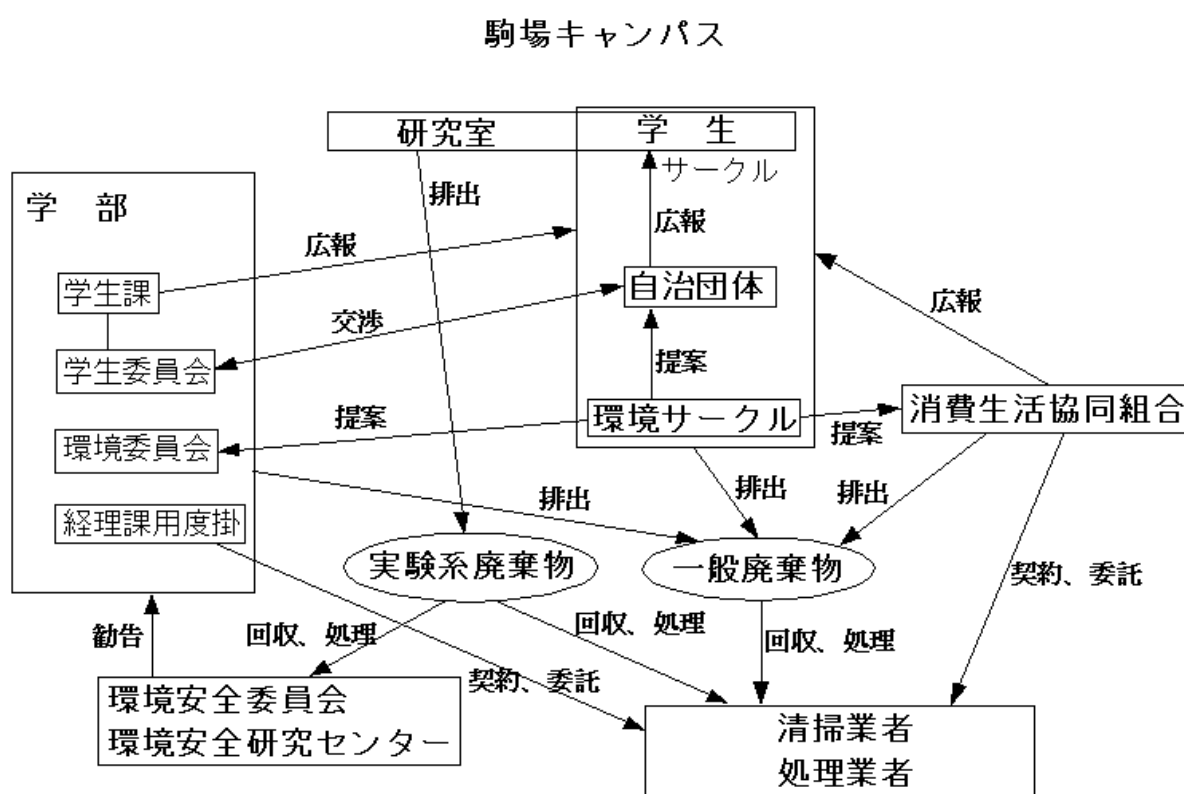 駒場キャンパス
研究室
学 生
サークル
排出
学 部
広報
広報
学生課
自治団体
広報
交渉
学生委員会
提案
提案
環境サークル
提案
消費生活協同組合
環境委員会
排出
排出
排出
経理課用度掛
実験系廃棄物
一般廃棄物
契約、委託
勧告
回収、処理
回収、処理
回収、処理
契約、委託
環境安全委員会
環境安全研究センター
清掃業者
処理業者